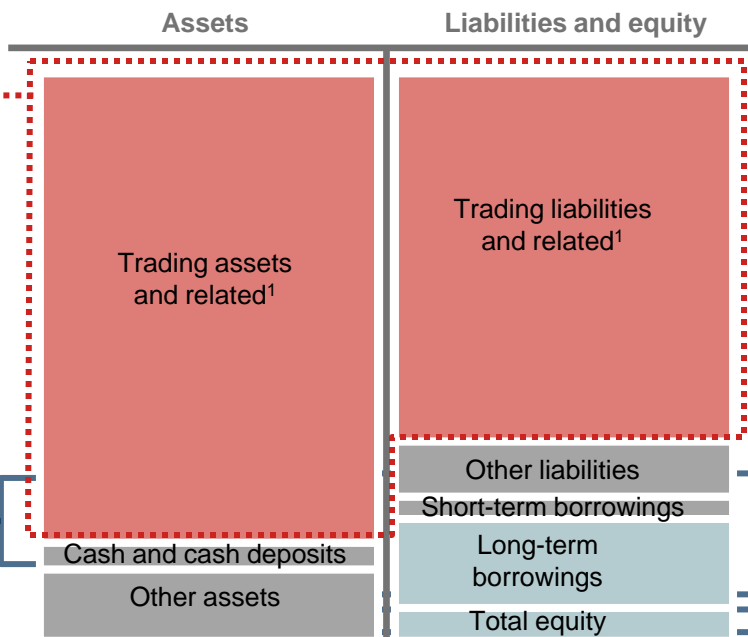 Assets
Liabilities and equity
Trading assets
and related¹
Cash and cash deposits
Other assets
Trading liabilities
and related¹
Other liabilities
Short-term borrowings
Long-term
borrowings
Total equity